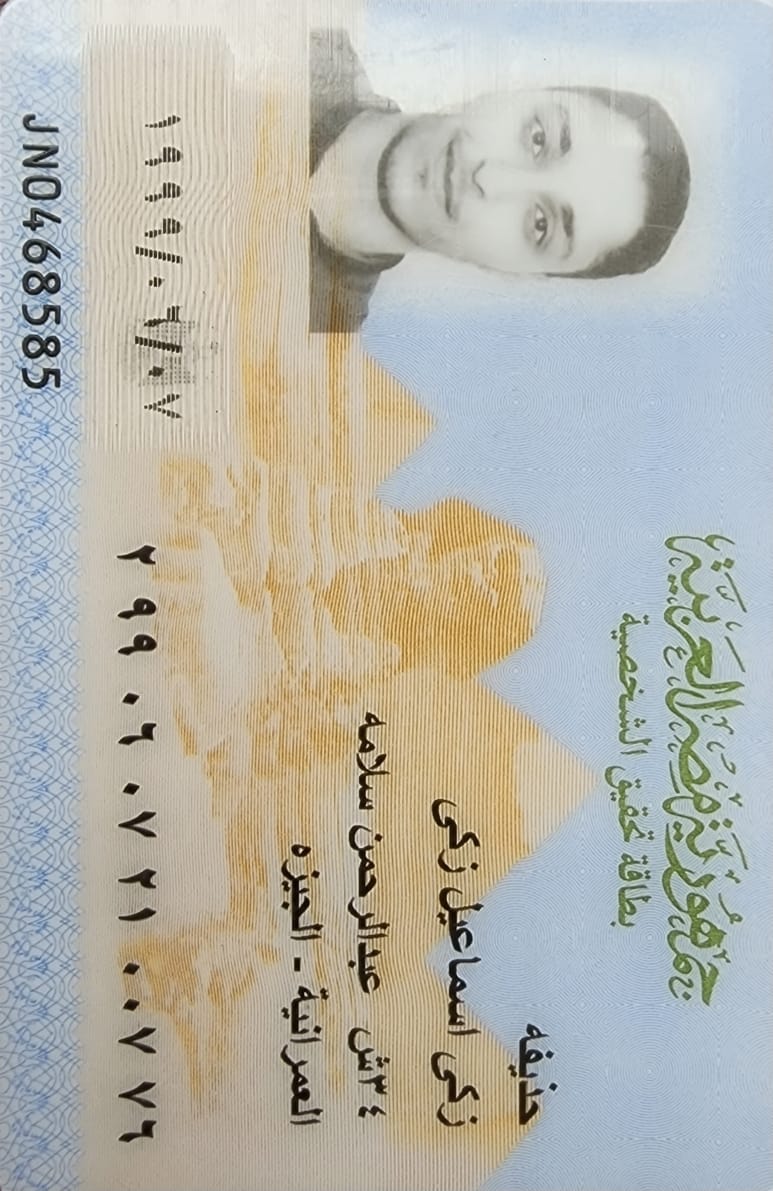 جمهورية مصر العربية
بطاقة تحقيق الشخصية
حذيفه
زكى اسماعيل زكى
٣٤ش عبدالرحمن سلامه
العمرانية - الجيزه
١٩٩٩/٠٦/٠٧
٢ ٩٩ ٠٦ ٠٧ ٢١ ٠٠٧ ٧٦
JN0468585